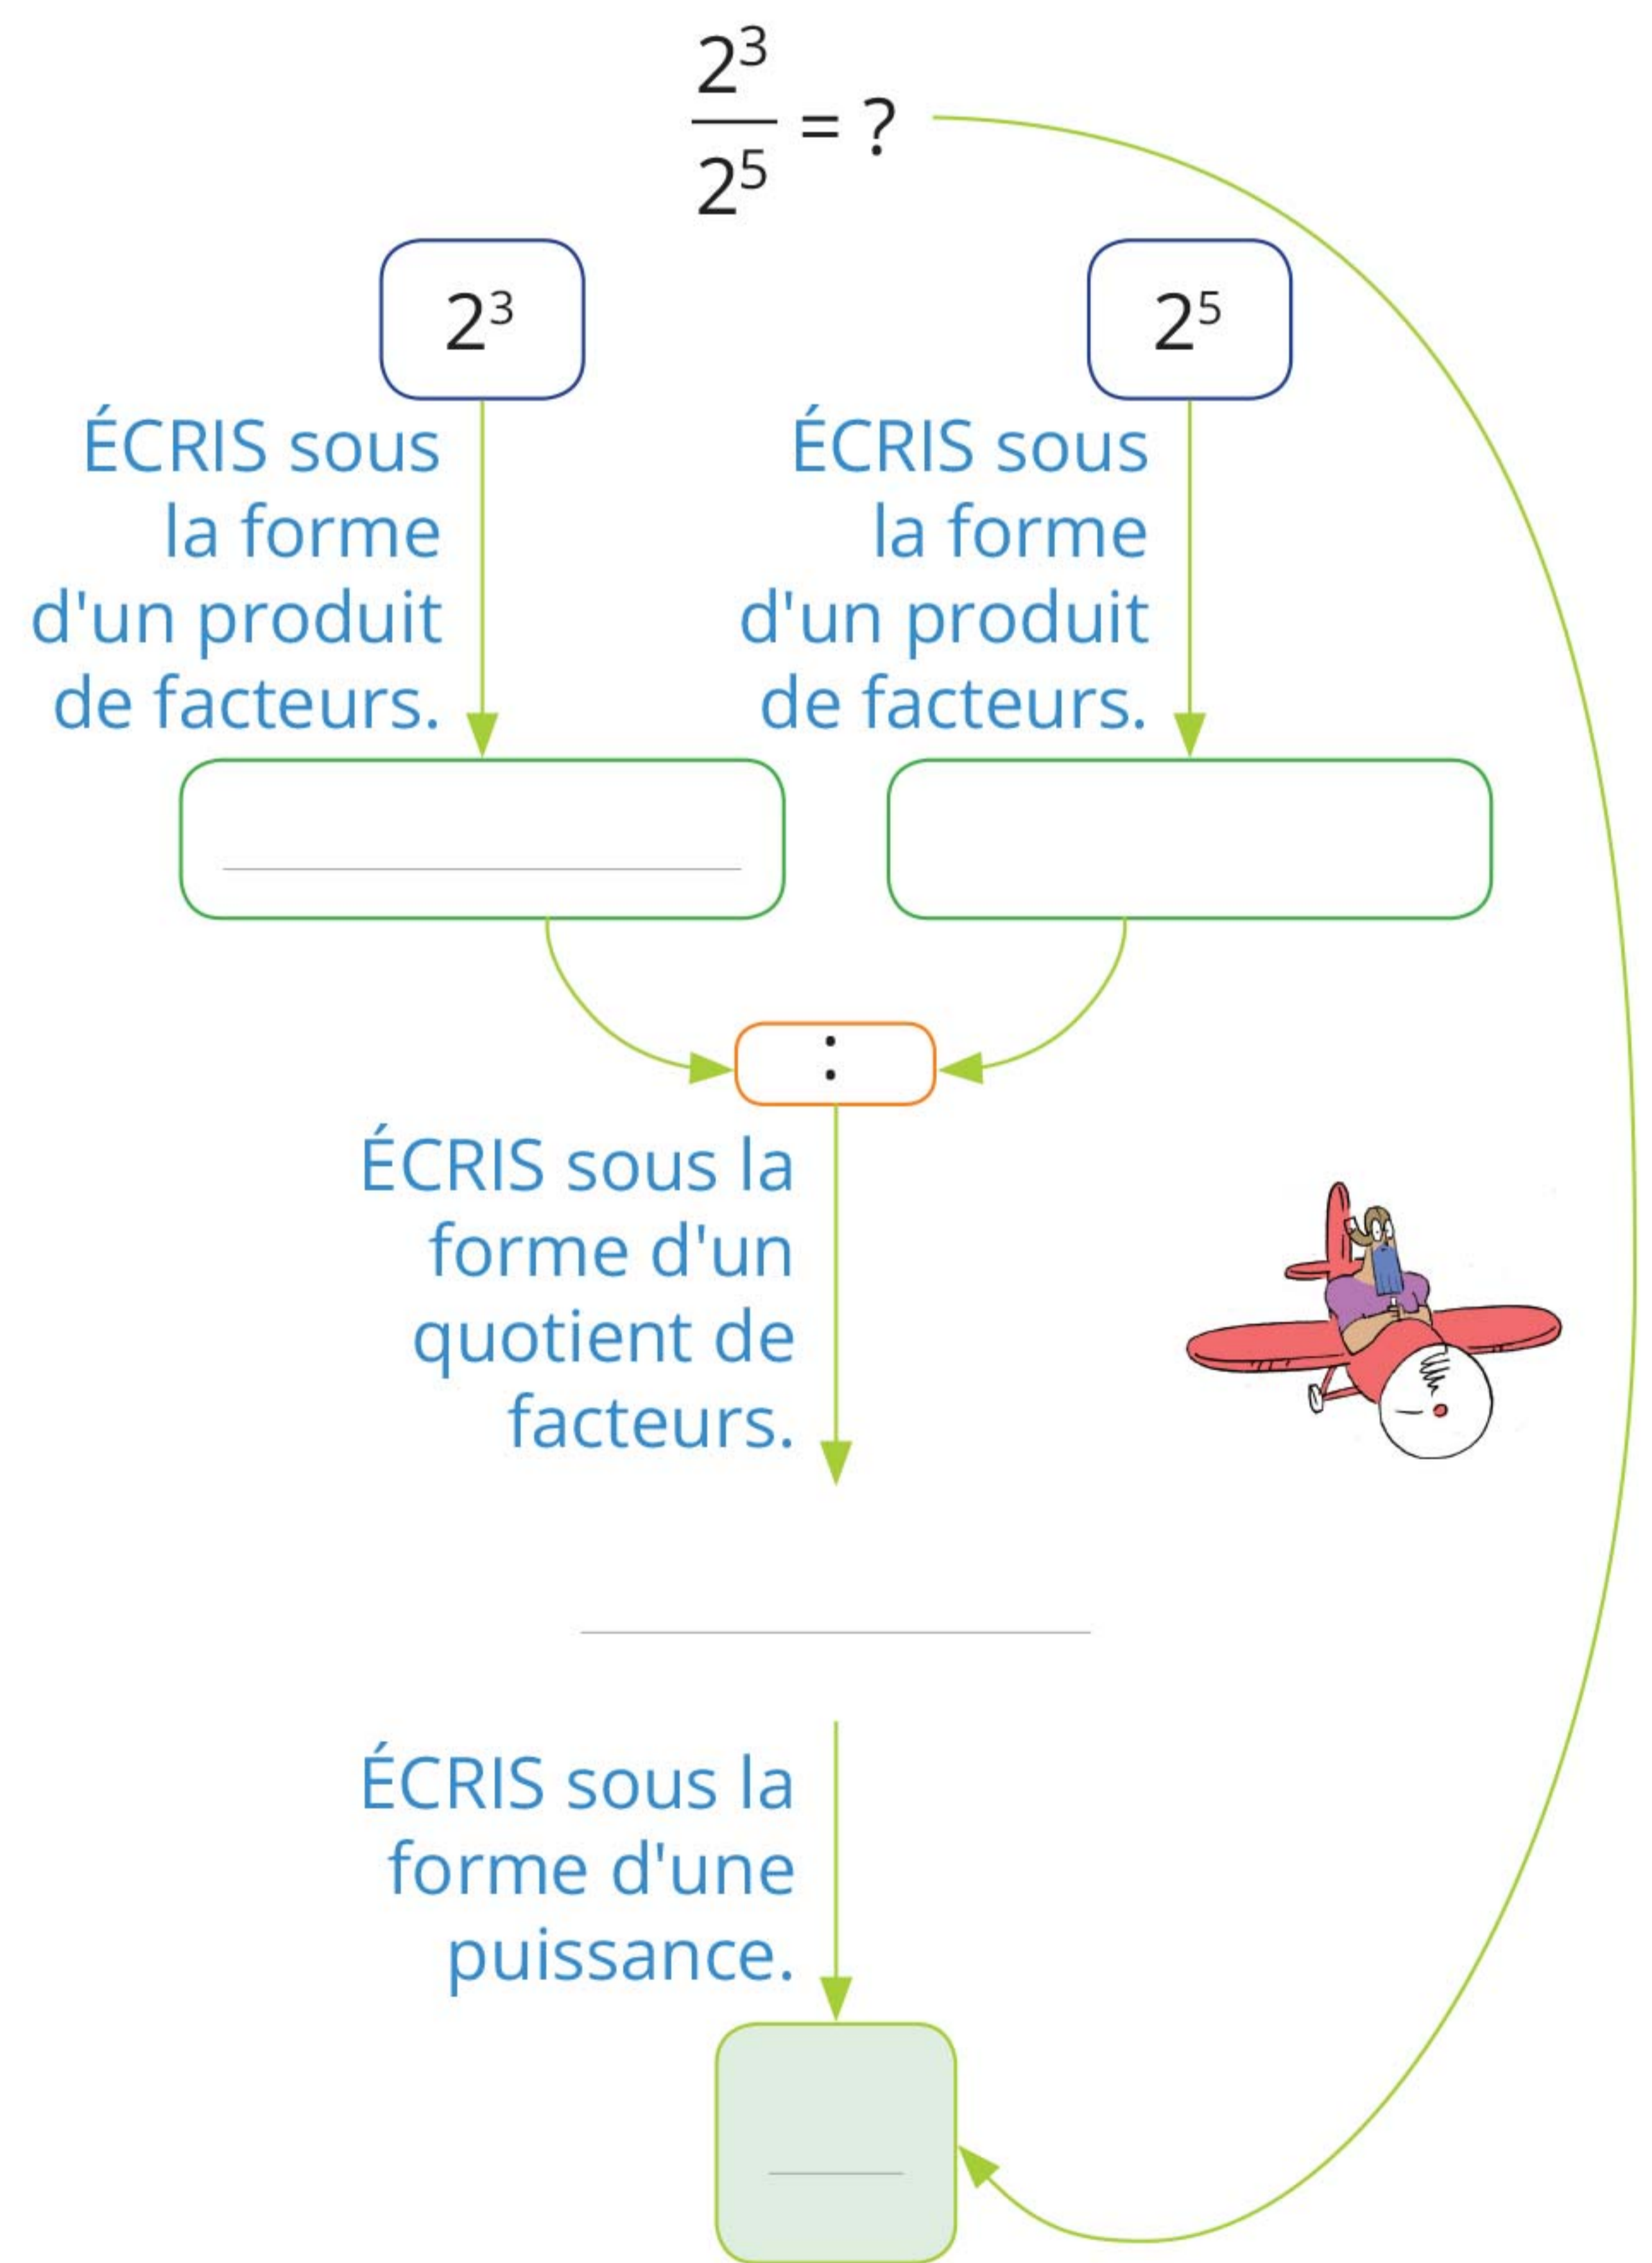 2³
— = ?
2⁵
2³
2⁵
ÉCRIS sous
la forme
d'un produit
de facteurs.
ÉCRIS sous
la forme
d'un produit
de facteurs.
:
ÉCRIS sous la
forme d'un
quotient de
facteurs.
ÉCRIS sous la
forme d'une
puissance.